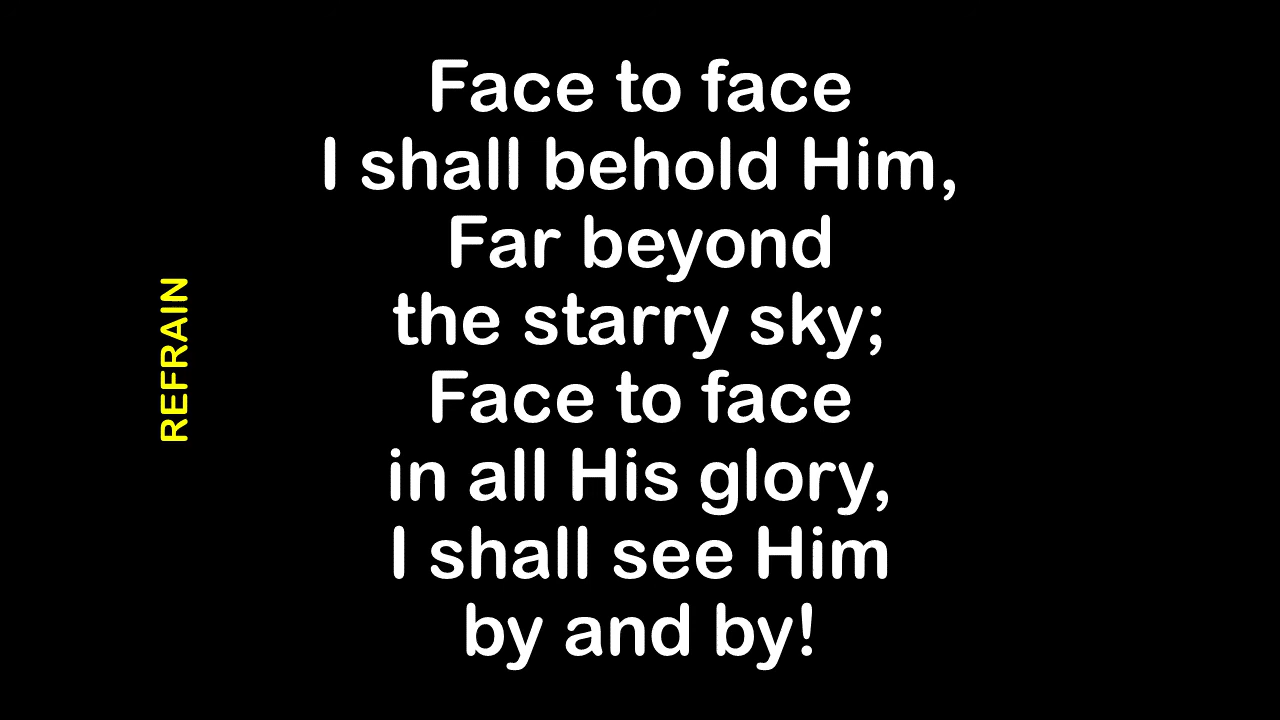 REFRAIN
Face to face
I shall behold Him,
Far beyond
the starry sky;
Face to face
in all His glory,
I shall see Him
by and by!